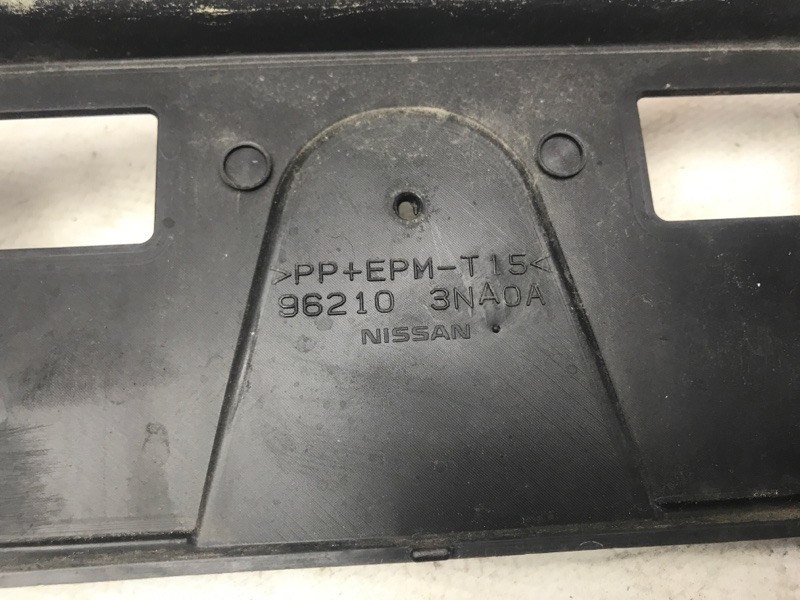 >PP+EPM-T15<
96210 3NA0A
NISSAN